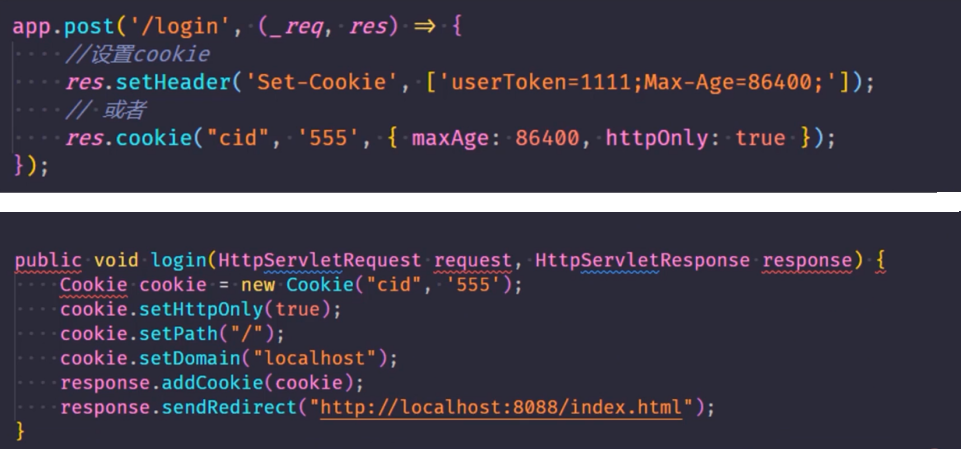 app.post('/login', (_req, res) => {
//设置cookie
res.setHeader('Set-Cookie', ['userToken=1111;Max-Age=86400;']);
// 或者
res.cookie("cid", '555', { maxAge: 86400, httpOnly: true });
});
public void login(HttpServletRequest request, HttpServletResponse response) {
Cookie cookie = new Cookie("cid", '555');
cookie.setHttpOnly(true);
cookie.setPath("/");
cookie.setDomain("localhost");
response.addCookie(cookie);
response.sendRedirect("http://localhost:8088/index.html");
}